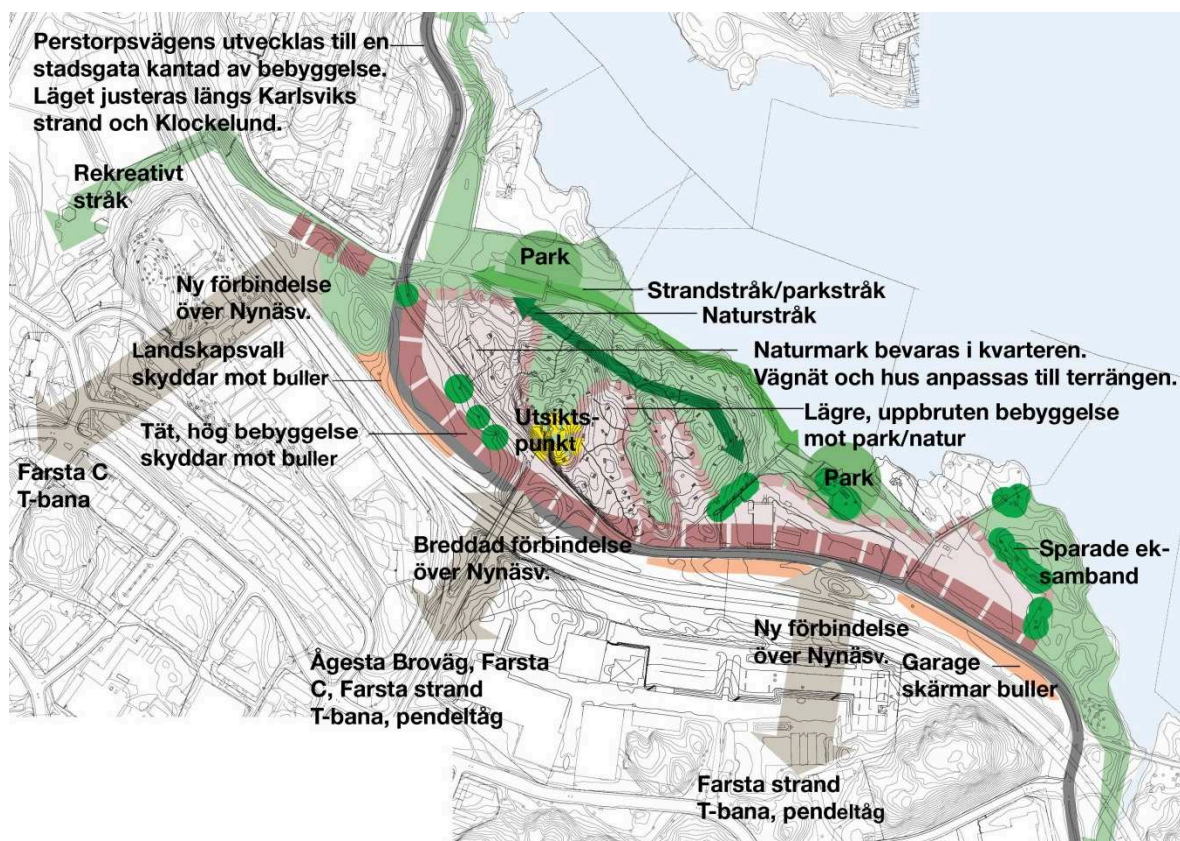 Perstorpsvägens utvecklas till en
stadsgata kantad av bebyggelse.
Läget justeras längs Karlsviks
strand och Klockelund.
Rekreativt
stråk
Park
Ny förbindelse
över Nynäsv.
Strandstråk/parkstråk
Naturstråk
Landskapsvall
skyddar mot buller
Naturmark bevaras i kvarteren.
Vägnät och hus anpassas till terrängen.
Lägre, uppbruten bebyggelse
mot park/natur
Utsikts-
punkt
Tät, hög bebyggelse
skyddar mot buller
Farsta C
T-bana
Park
Breddad förbindelse
över Nynäsv.
Sparade ek-
samband
Ny förbindelse
över Nynäsv.
Garage
skärmar buller
Ågesta Broväg, Farsta
C, Farsta strand
T-bana, pendeltåg
Farsta strand
T-bana, pendeltåg